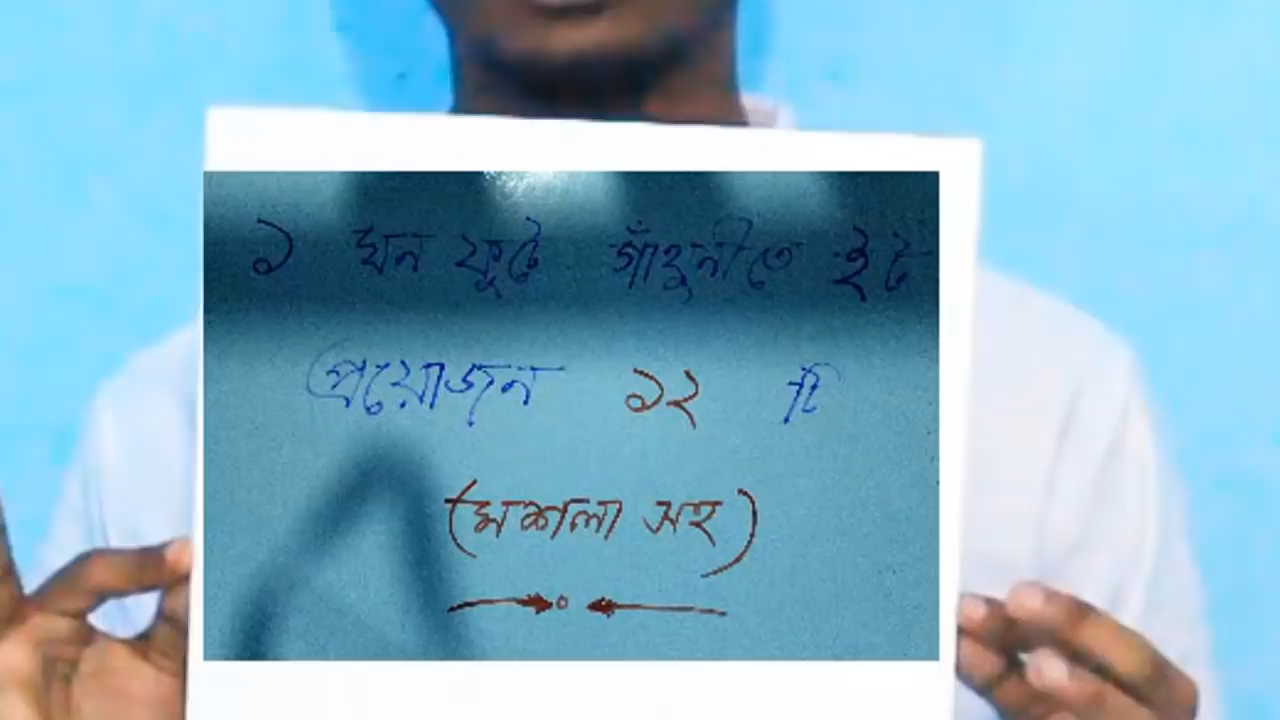 ১ ঘন ফুট গাঁথুনীতে ইট
প্রয়োজন ১২ টি
(মশলা সহ)